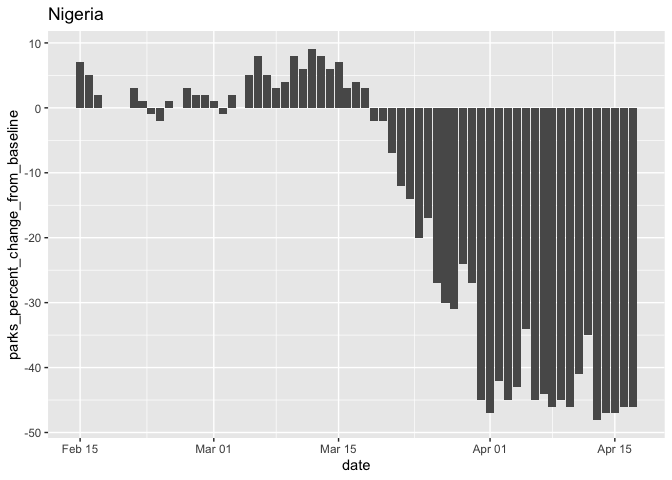 Nigeria
parks_percent_change_from_baseline
10
0
-10
-20
-30
-40
-50
Feb 15 Mar 01 Mar 15 Apr 01 Apr 15
date